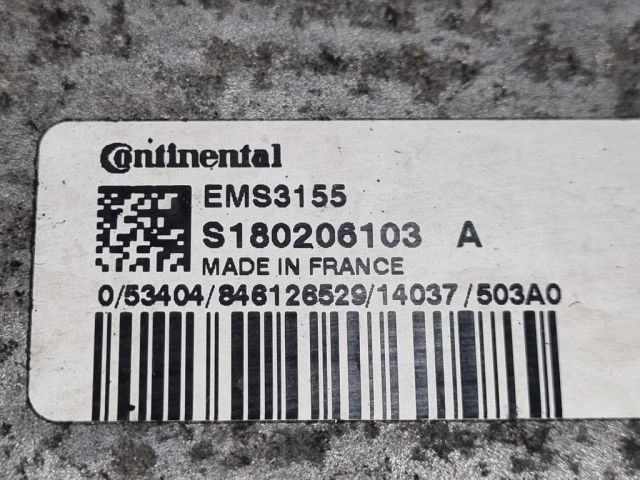 Continental
EMS3155
S180206103 A
MADE IN FRANCE
0/53404/846126529/14037/503A0